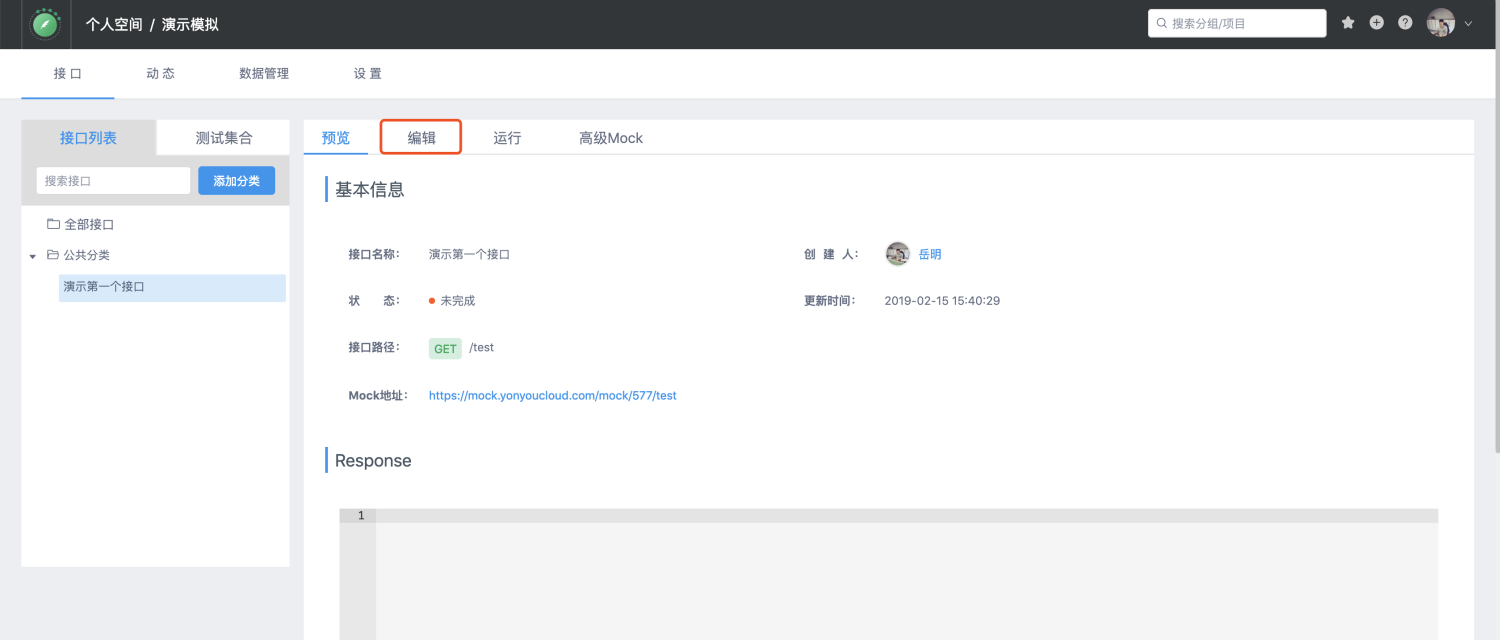 个人空间 / 演示模拟
搜索分组/项目
接 口
动 态
数据管理
设 置
接口列表
测试集合
搜索接口
添加分类
全部接口
公共分类
演示第一个接口
预览
编辑
运行
高级Mock
基本信息
接口名称： 演示第一个接口
创 建 人： 岳明
状 态： 未完成
更新时间： 2019-02-15 15:40:29
接口路径： GET /test
Mock地址： https://mock.yonyoucloud.com/mock/577/test
Response
1